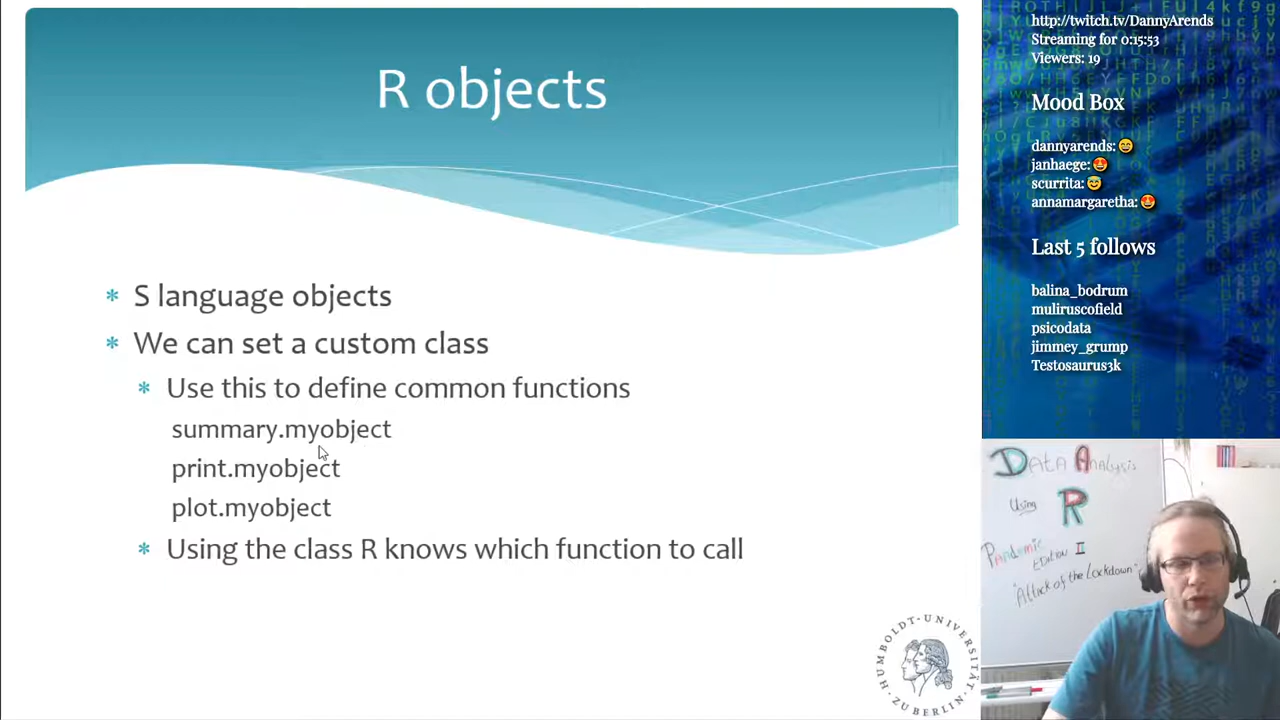 R objects
* S language objects
* We can set a custom class
* Use this to define common functions
summary.myobject
print.myobject
plot.myobject
* Using the class R knows which function to call
HUMBOLDT-UNIVERSITÄT
ZU BERLIN
http://twitch.tv/DannyArends
Streaming for 0:15:53
Viewers: 19
Mood Box
dannyarends: 😄
janhaege: 😍
scurrita: 😇
annamargaretha: 😍
Last 5 follows
balina_bodrum
muliruscofield
psicodata
jimmey_grump
Testosaurus3k
Data Analysis
Using R
Pandemic
Edition II
"Attack of the Lockdown"